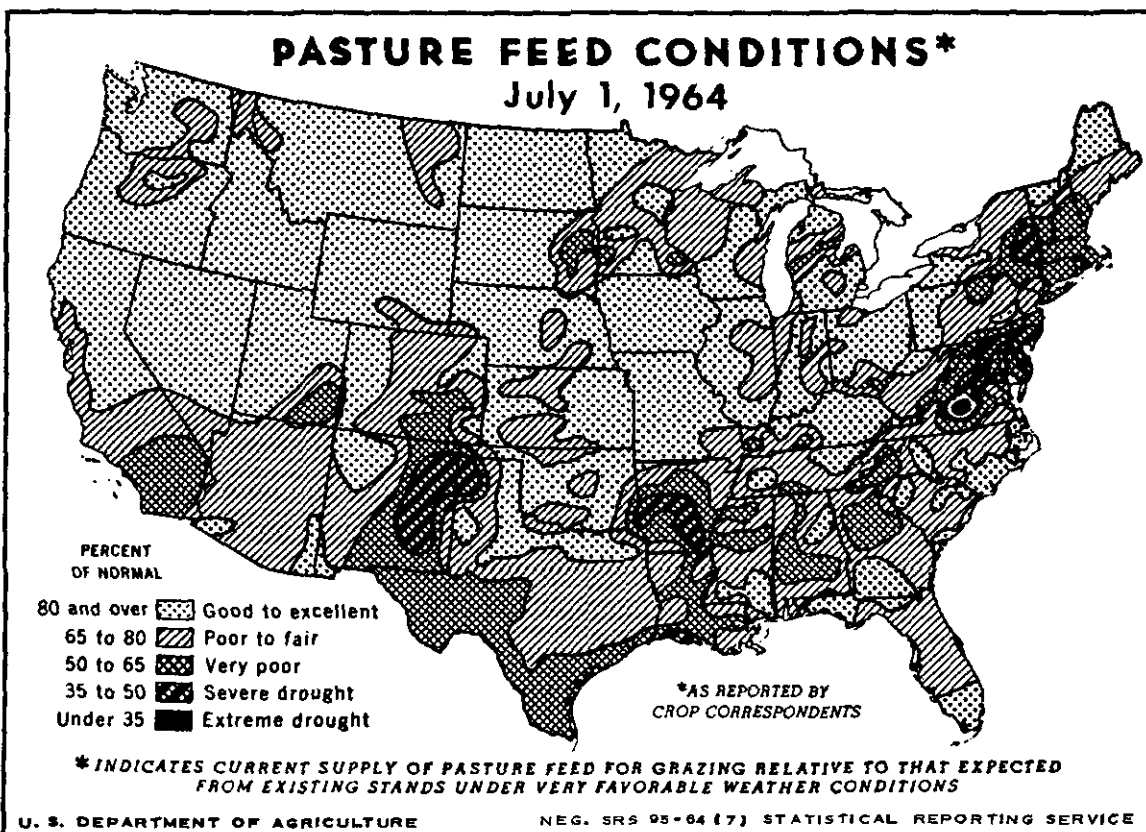 PASTURE FEED CONDITIONS*
July 1, 1964
PERCENT
OF NORMAL
80 and over Good to excellent
65 to 80 Poor to fair
50 to 65 Very poor
35 to 50 Severe drought
Under 35 Extreme drought
*AS REPORTED BY
CROP CORRESPONDENTS
* INDICATES CURRENT SUPPLY OF PASTURE FEED FOR GRAZING RELATIVE TO THAT EXPECTED
FROM EXISTING STANDS UNDER VERY FAVORABLE WEATHER CONDITIONS
U. S. DEPARTMENT OF AGRICULTURE NEG. SRS 95-64 (7) STATISTICAL REPORTING SERVICE